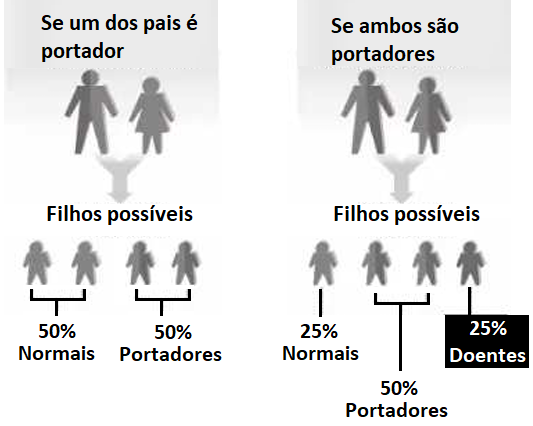 Se um dos pais é
portador
Filhos possíveis
50%
Normais
50%
Portadores
Se ambos são
portadores
Filhos possíveis
25%
Normais
50%
Portadores
25%
Doentes